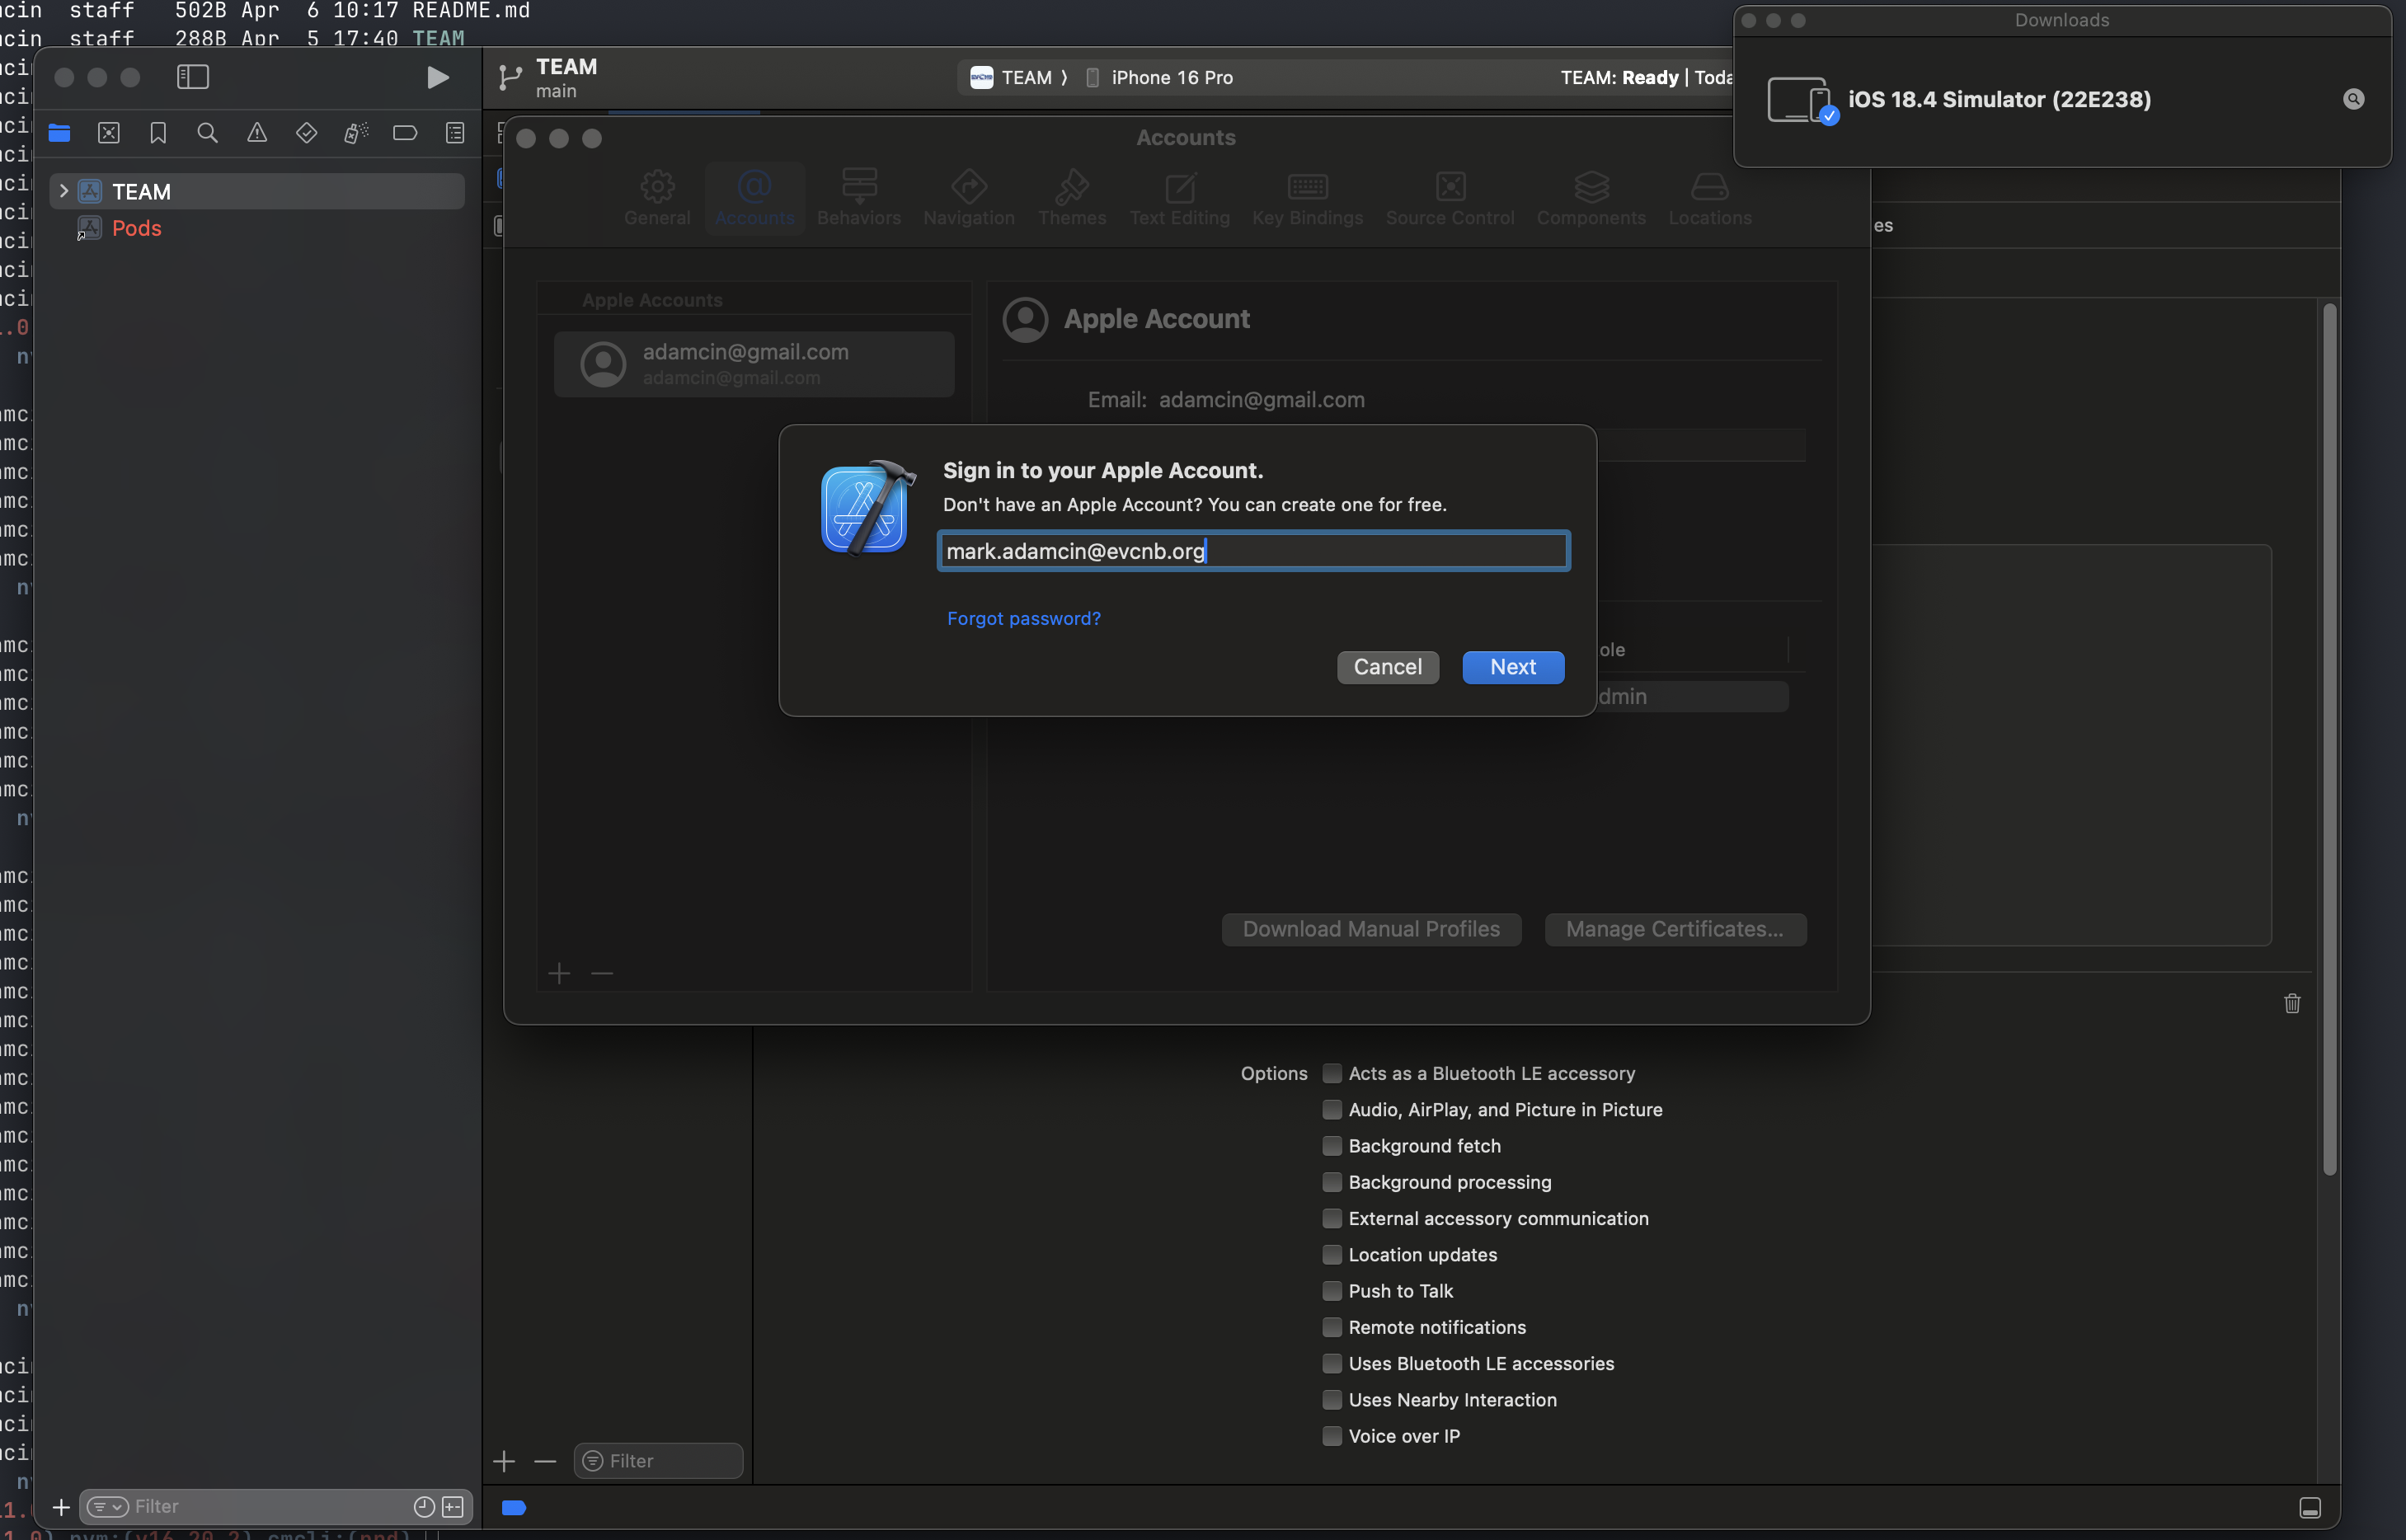 staff 502B Apr 6 10:17 README.md
staff 288B Apr 5 17:40 TEAM
TEAM
main
TEAM
iPhone 16 Pro
TEAM: Ready |
Downloads
iOS 18.4 Simulator (22E238)
TEAM
Pods
Accounts
General
Accounts
Behaviors
Navigation
Themes
Text Editing
Key Bindings
Source Control
Components
Locations
Apple Accounts
adamcin@gmail.com
adamcin@gmail.com
Apple Account
Email: adamcin@gmail.com
Sign in to your Apple Account.
Don't have an Apple Account? You can create one for free.
mark.adamcin@evcnb.org
Forgot password?
Cancel
Next
Download Manual Profiles
Manage Certificates...
Options
Acts as a Bluetooth LE accessory
Audio, AirPlay, and Picture in Picture
Background fetch
Background processing
External accessory communication
Location updates
Push to Talk
Remote notifications
Uses Bluetooth LE accessories
Uses Nearby Interaction
Voice over IP
Filter
Filter